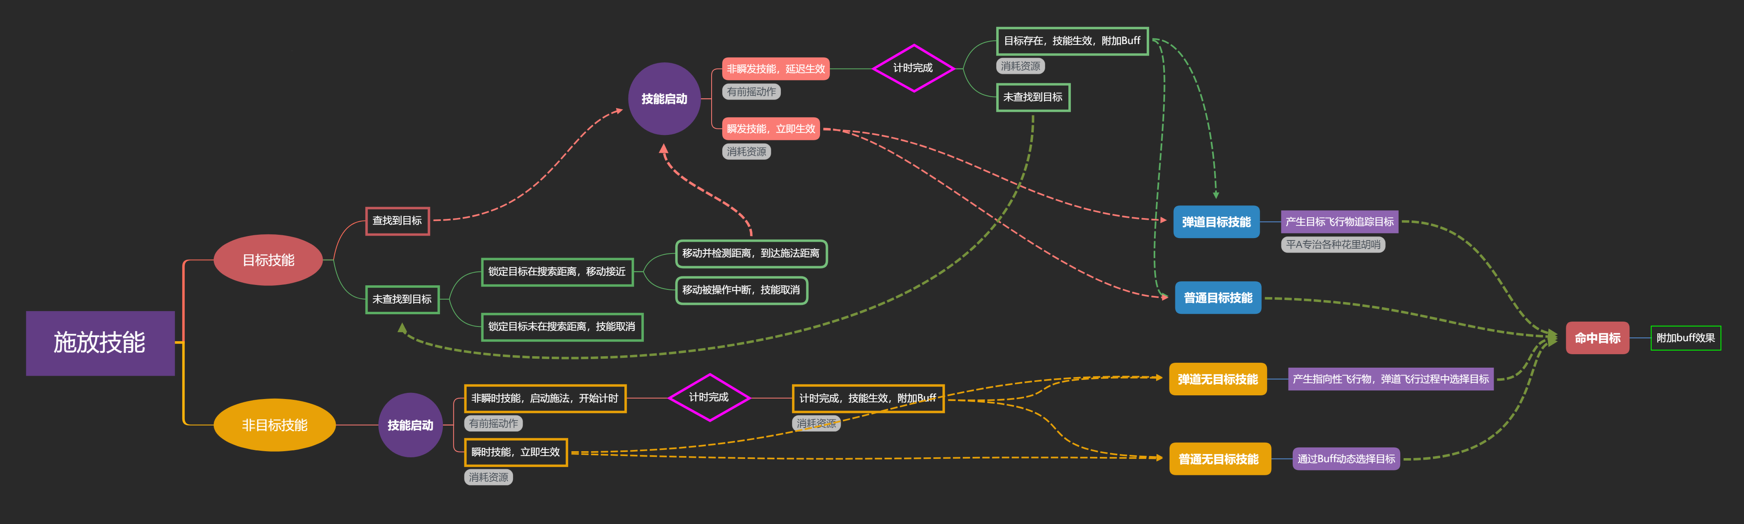 施放技能
目标技能
查找到目标
未查找到目标
锁定目标在搜索距离，移动接近
移动并检测距离，到达施法距离
移动被操作中断，技能取消
锁定目标未在搜索距离，技能取消
技能启动
非瞬发技能，延迟生效
有前摇动作
计时完成
目标存在，技能生效，附加Buff
消耗资源
未查找到目标
瞬发技能，立即生效
消耗资源
弹道目标技能
产生目标飞行物追踪目标
平A专治各种花里胡哨
普通目标技能
非目标技能
技能启动
非瞬时技能，启动施法，开始计时
有前摇动作
计时完成
计时完成，技能生效，附加Buff
消耗资源
瞬时技能，立即生效
消耗资源
弹道无目标技能
产生指向性飞行物，弹道飞行过程中选择目标
普通无目标技能
通过Buff动态选择目标
命中目标
附加buff效果